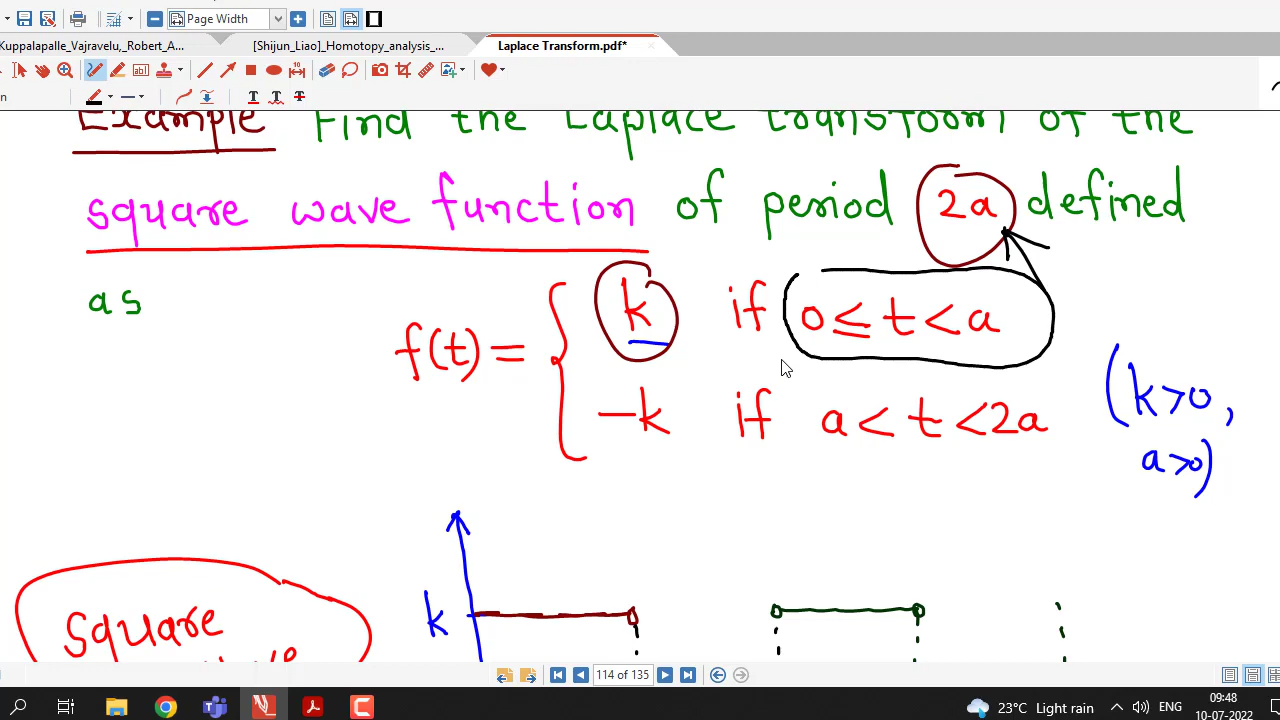 Page Width
Kuppalapalle_Vajravelu,_Robert_A...
[Shijun_Liao]_Homotopy_analysis_...
Laplace Transform.pdf*
Example Find the Laplace transform of the
square wave function of period 2a defined
as
f(t) = { k if 0 ≤ t < a
-k if a < t < 2a
(k>0,
a>0)
k
Square
114 of 135
23°C Light rain
ENG
09:48
10-07-2022